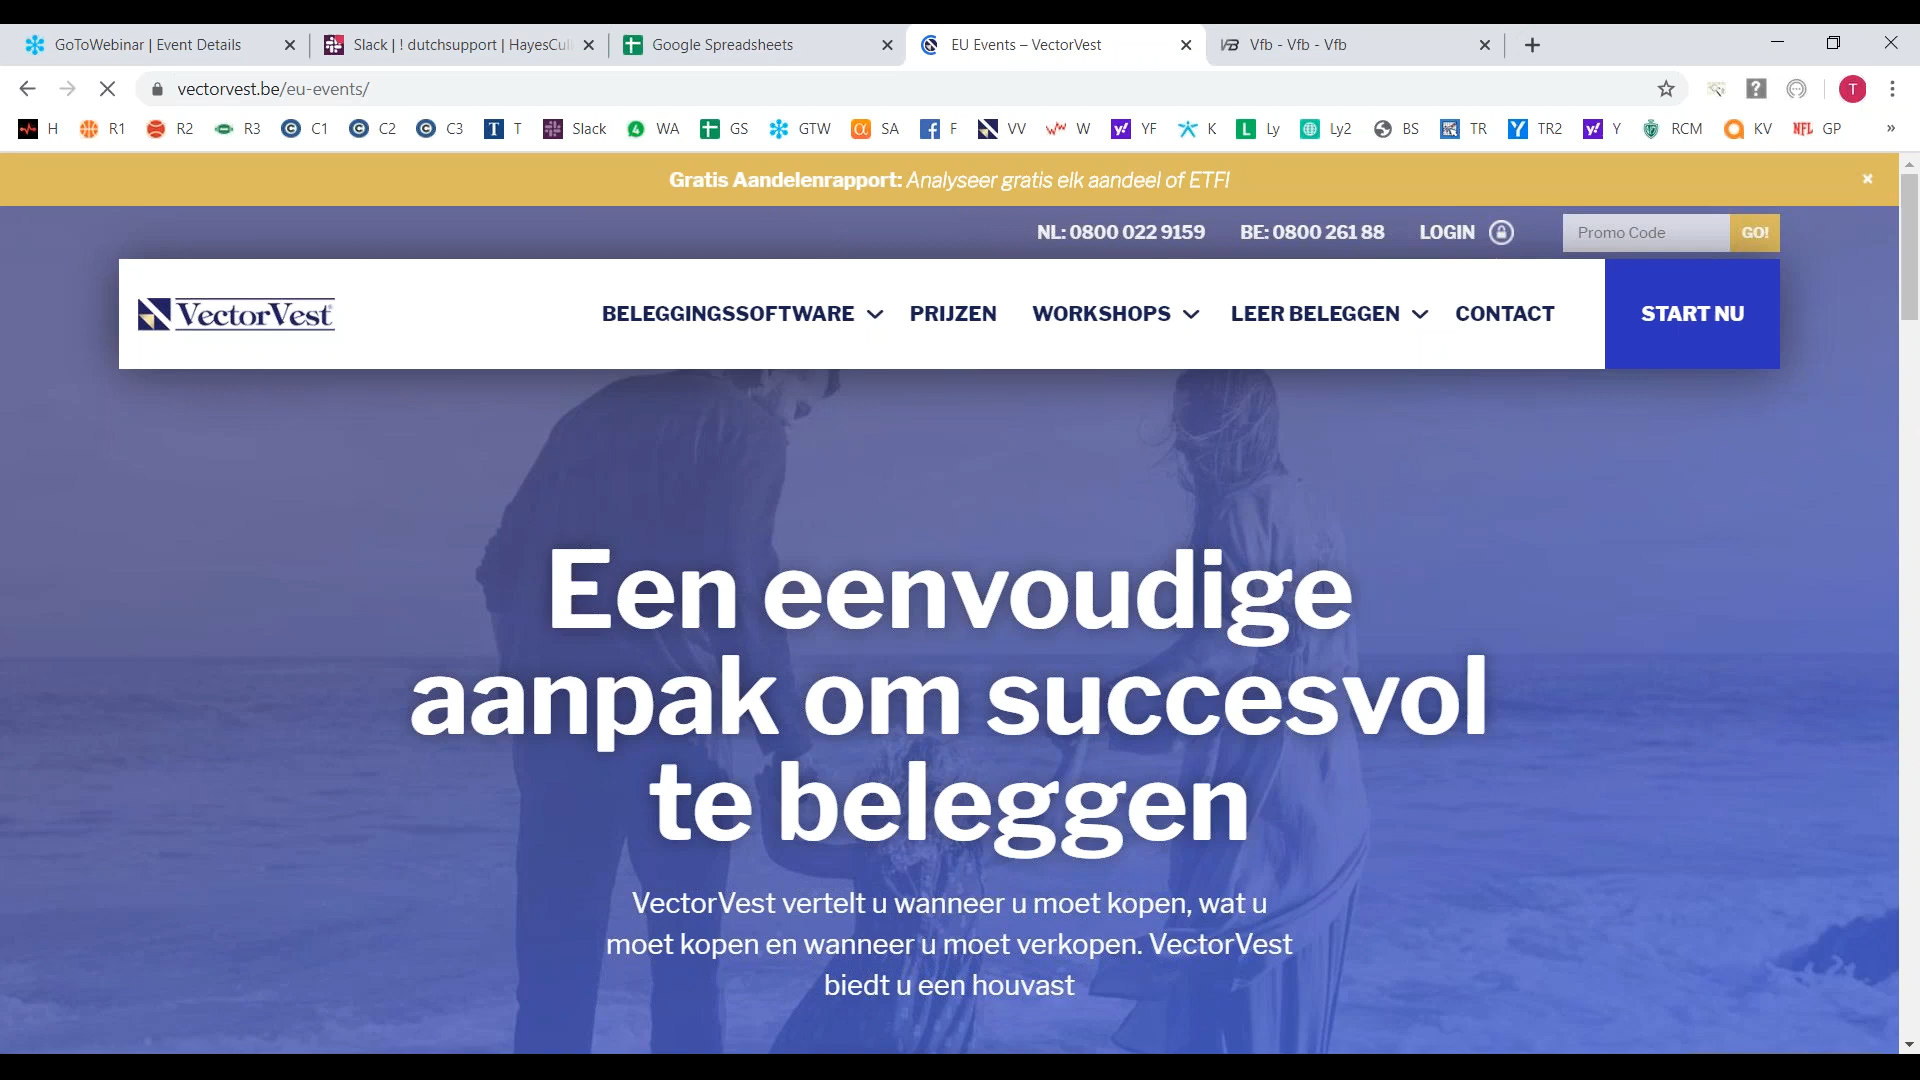 GoToWebinar | Event Details
Slack | ! dutchsupport | HayesCul
Google Spreadsheets
EU Events – VectorVest
Vfb - Vfb - Vfb
vectorvest.be/eu-events/
T
H R1 R2 R3 C1 C2 C3 T Slack WA GS GTW SA F VV W YF K Ly Ly2 BS TR TR2 Y RCM KV GP »
Gratis Aandelenrapport: Analyseer gratis elk aandeel of ETF!
NL: 0800 022 9159 BE: 0800 261 88 LOGIN Promo Code GO!
VectorVest
BELEGGINGSSOFTWARE PRIJZEN WORKSHOPS LEER BELEGGEN CONTACT START NU
Een eenvoudige
aanpak om succesvol
te beleggen
VectorVest vertelt u wanneer u moet kopen, wat u
moet kopen en wanneer u moet verkopen. VectorVest
biedt u een houvast